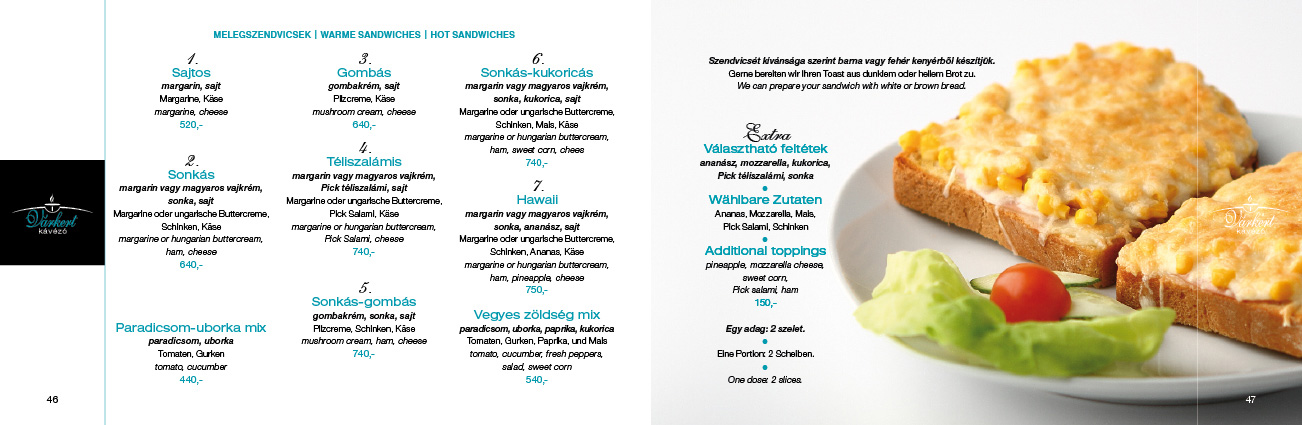 MELEGSZENDVICSEK | WARME SANDWICHES | HOT SANDWICHES
1.
Sajtos
margarin, sajt
Margarine, Käse
margarine, cheese
520,-
2.
Sonkás
margarin vagy magyaros vajkrém,
sonka, sajt
Margarine oder ungarische Buttercreme,
Schinken, Käse
margarine or hungarian buttercream,
ham, cheese
640,-
Paradicsom-uborka mix
paradicsom, uborka
Tomaten, Gurken
tomato, cucumber
440,-
3.
Gombás
gombakrém, sajt
Pilzcreme, Käse
mushroom cream, cheese
640,-
4.
Téliszalámis
margarin vagy magyaros vajkrém,
Pick téliszalámi, sajt
Margarine oder ungarische Buttercreme,
Pick Salami, Käse
margarine or hungarian buttercream,
Pick Salami, cheese
740,-
5.
Sonkás-gombás
gombakrém, sonka, sajt
Pilzcreme, Schinken, Käse
mushroom cream, ham, cheese
740,-
6.
Sonkás-kukoricás
margarin vagy magyaros vajkrém,
sonka, kukorica, sajt
Margarine oder ungarische Buttercreme,
Schinken, Mais, Käse
margarine or hungarian buttercream,
ham, sweet corn, chees
740,-
7.
Hawaii
margarin vagy magyaros vajkrém,
sonka, ananász, sajt
Margarine oder ungarische Buttercreme,
Schinken, Ananas, Käse
margarine or hungarian buttercream,
ham, pineapple, cheese
750,-
Vegyes zöldség mix
paradicsom, uborka, paprika, kukorica
Tomaten, Gurken, Paprika, und Mais
tomato, cucumber, fresh peppers,
salad, sweet corn
540,-
Várkert
kávézó
46
Szendvicsét kívánsága szerint barna vagy fehér kenyérből készítjük.
Gerne bereiten wir Ihren Toast aus dunklem oder hellem Brot zu.
We can prepare your sandwich with white or brown bread.
Extra
Választható feltétek
ananász, mozzarella, kukorica,
Pick téliszalámi, sonka
Wählbare Zutaten
Ananas, Mozzarella, Mais,
Pick Salami, Schinken
Additional toppings
pineapple, mozzarella cheese,
sweet corn,
Pick salami, ham
150,-
Egy adag: 2 szelet.
Eine Portion: 2 Scheiben.
One dose: 2 slices.
Várkert
kávézó
47